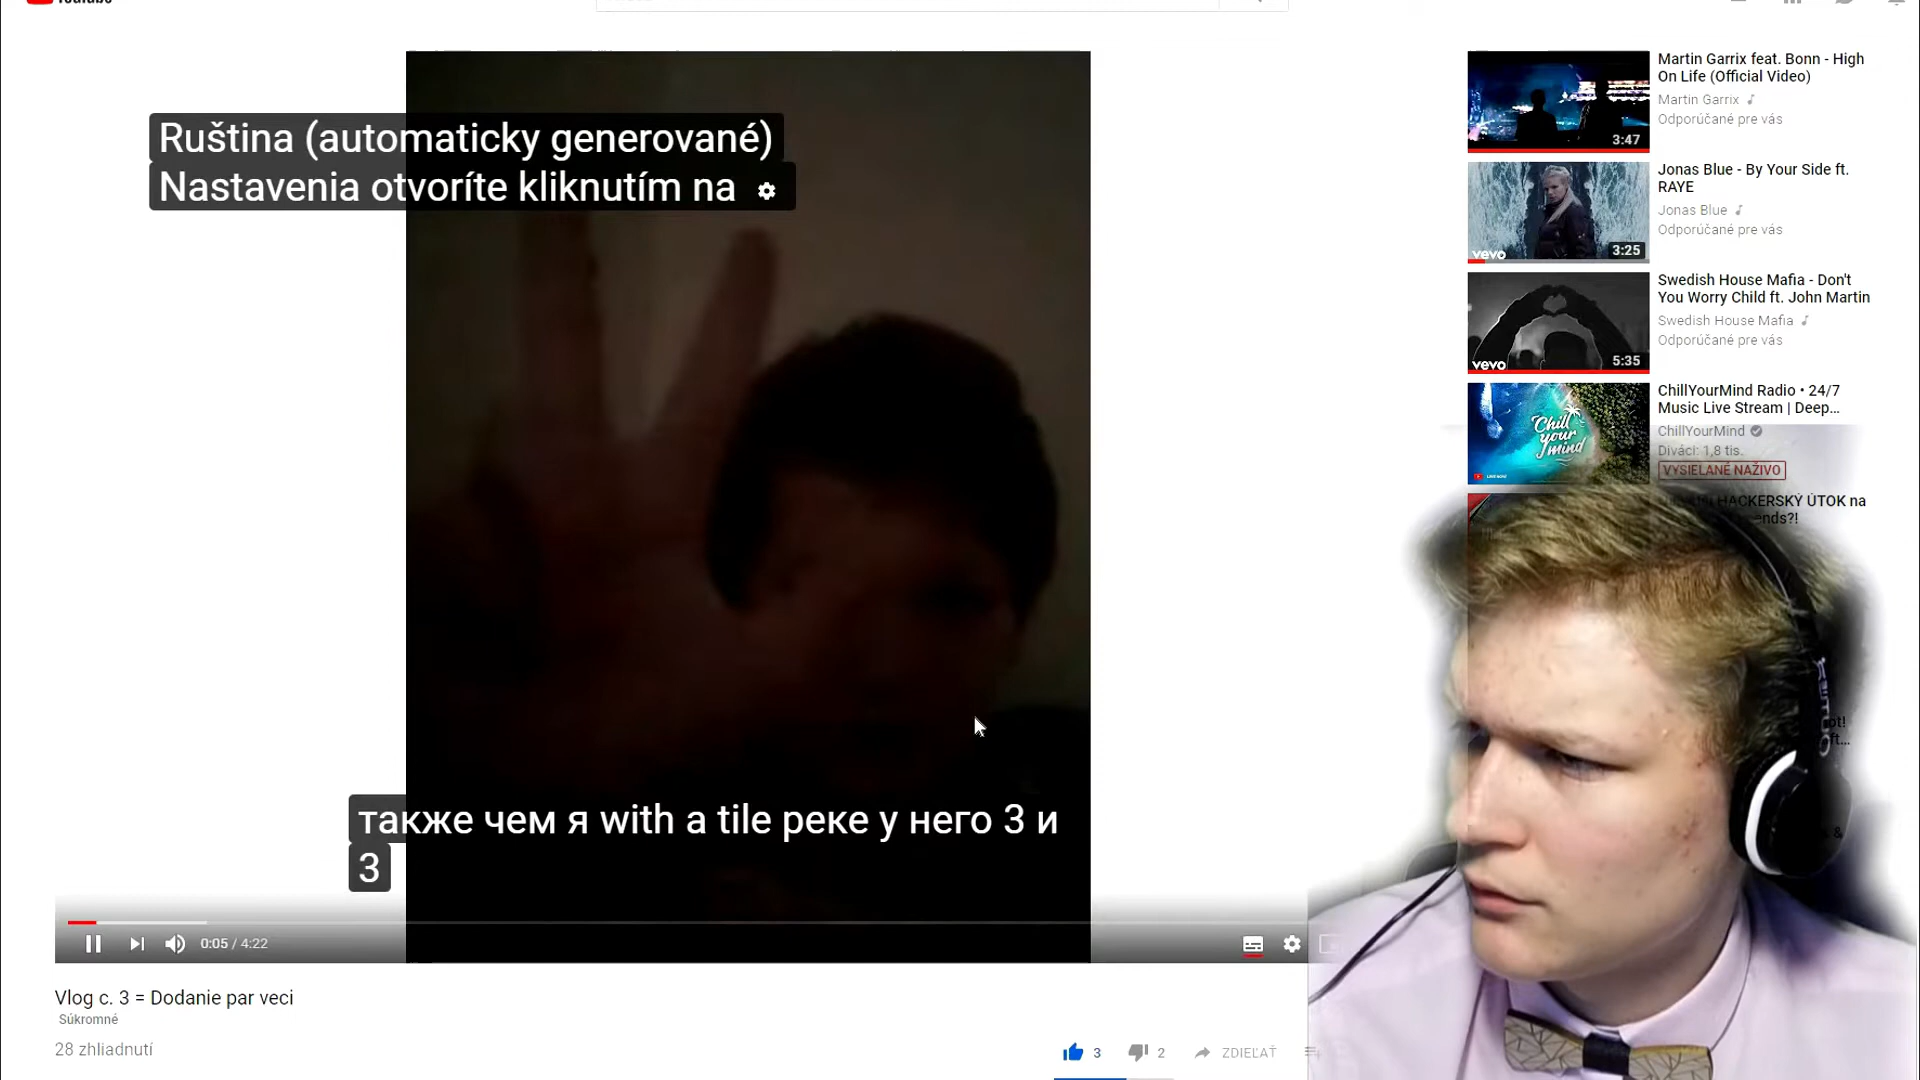 Ruština (automaticky generované)
Nastavenia otvoríte kliknutím na
также чем я with a tile реке у него 3 и
3
0:05 / 4:22
Vlog c. 3 = Dodanie par veci
Súkromné
28 zhliadnutí
3
2
ZDIEĽAŤ
3:47
Martin Garrix feat. Bonn - High
On Life (Official Video)
Martin Garrix
Odporúčané pre vás
vevo
3:25
Jonas Blue - By Your Side ft.
RAYE
Jonas Blue
Odporúčané pre vás
vevo
5:35
Swedish House Mafia - Don't
You Worry Child ft. John Martin
Swedish House Mafia
Odporúčané pre vás
Chill
your
mind
ChillYourMind Radio • 24/7
Music Live Stream | Deep...
ChillYourMind
Diváci: 1,8 tis.
VYSIELANÉ NAŽIVO
HACKERSKÝ ÚTOK na